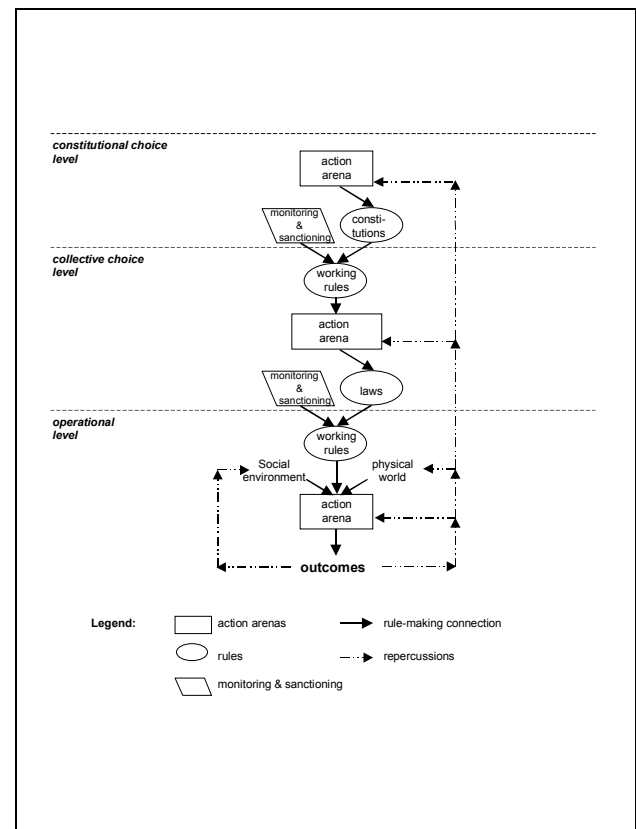 constitutional choice
level
action
arena
monitoring
&
sanctioning
consti-
tutions
collective choice
level
working
rules
action
arena
monitoring
&
sanctioning
laws
operational
level
working
rules
Social
environment
physical
world
action
arena
outcomes
Legend:
action arenas
rule-making connection
rules
repercussions
monitoring & sanctioning